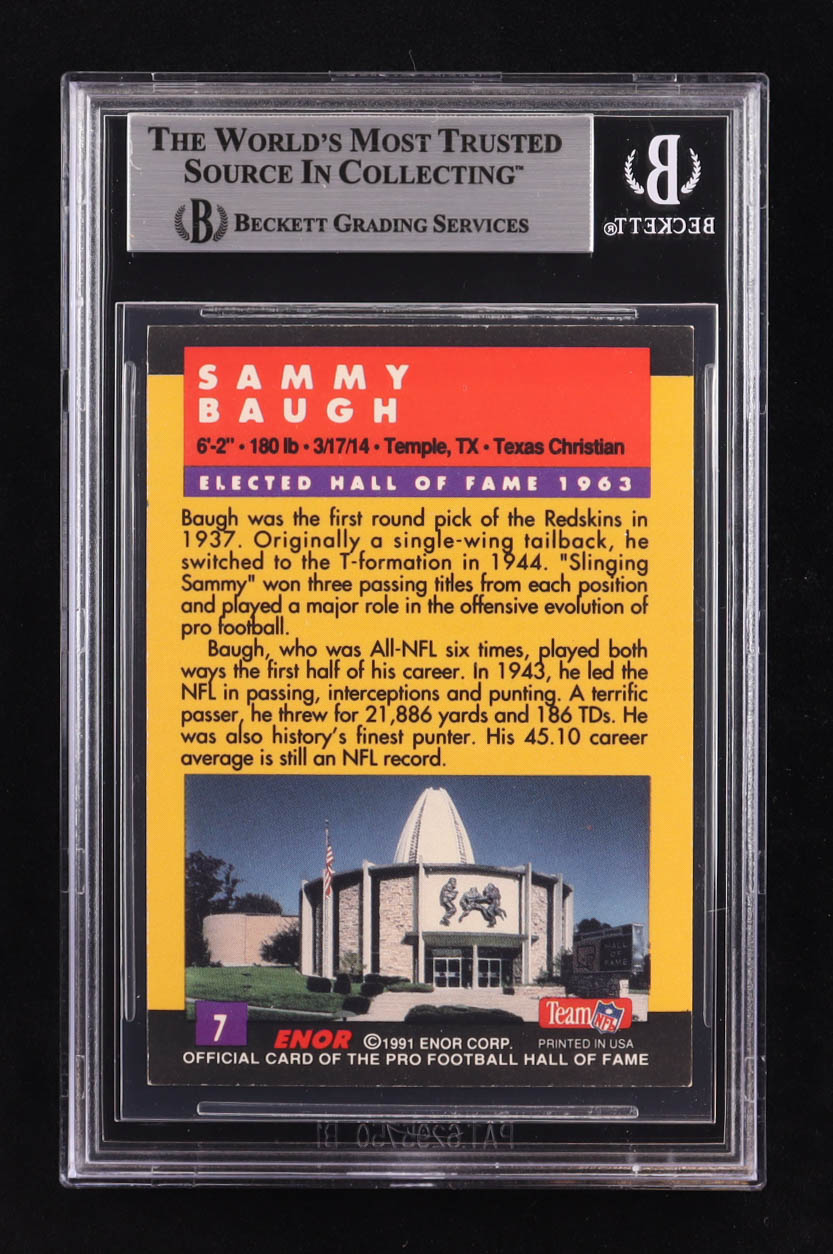 THE WORLD'S MOST TRUSTED
SOURCE IN COLLECTING™
B BECKETT GRADING SERVICES
B
BECKETT®
SAMMY
BAUGH
6'-2" • 180 lb • 3/17/14 • Temple, TX • Texas Christian
ELECTED HALL OF FAME 1963
Baugh was the first round pick of the Redskins in
1937. Originally a single-wing tailback, he
switched to the T-formation in 1944. "Slinging
Sammy" won three passing titles from each position
and played a major role in the offensive evolution of
pro football.
Baugh, who was All-NFL six times, played both
ways the first half of his career. In 1943, he led the
NFL in passing, interceptions and punting. A terrific
passer, he threw for 21,886 yards and 186 TDs. He
was also history's finest punter. His 45.10 career
average is still an NFL record.
HALL
OF
FAME
7
Team NFL
ENOR ©1991 ENOR CORP. PRINTED IN USA
OFFICIAL CARD OF THE PRO FOOTBALL HALL OF FAME